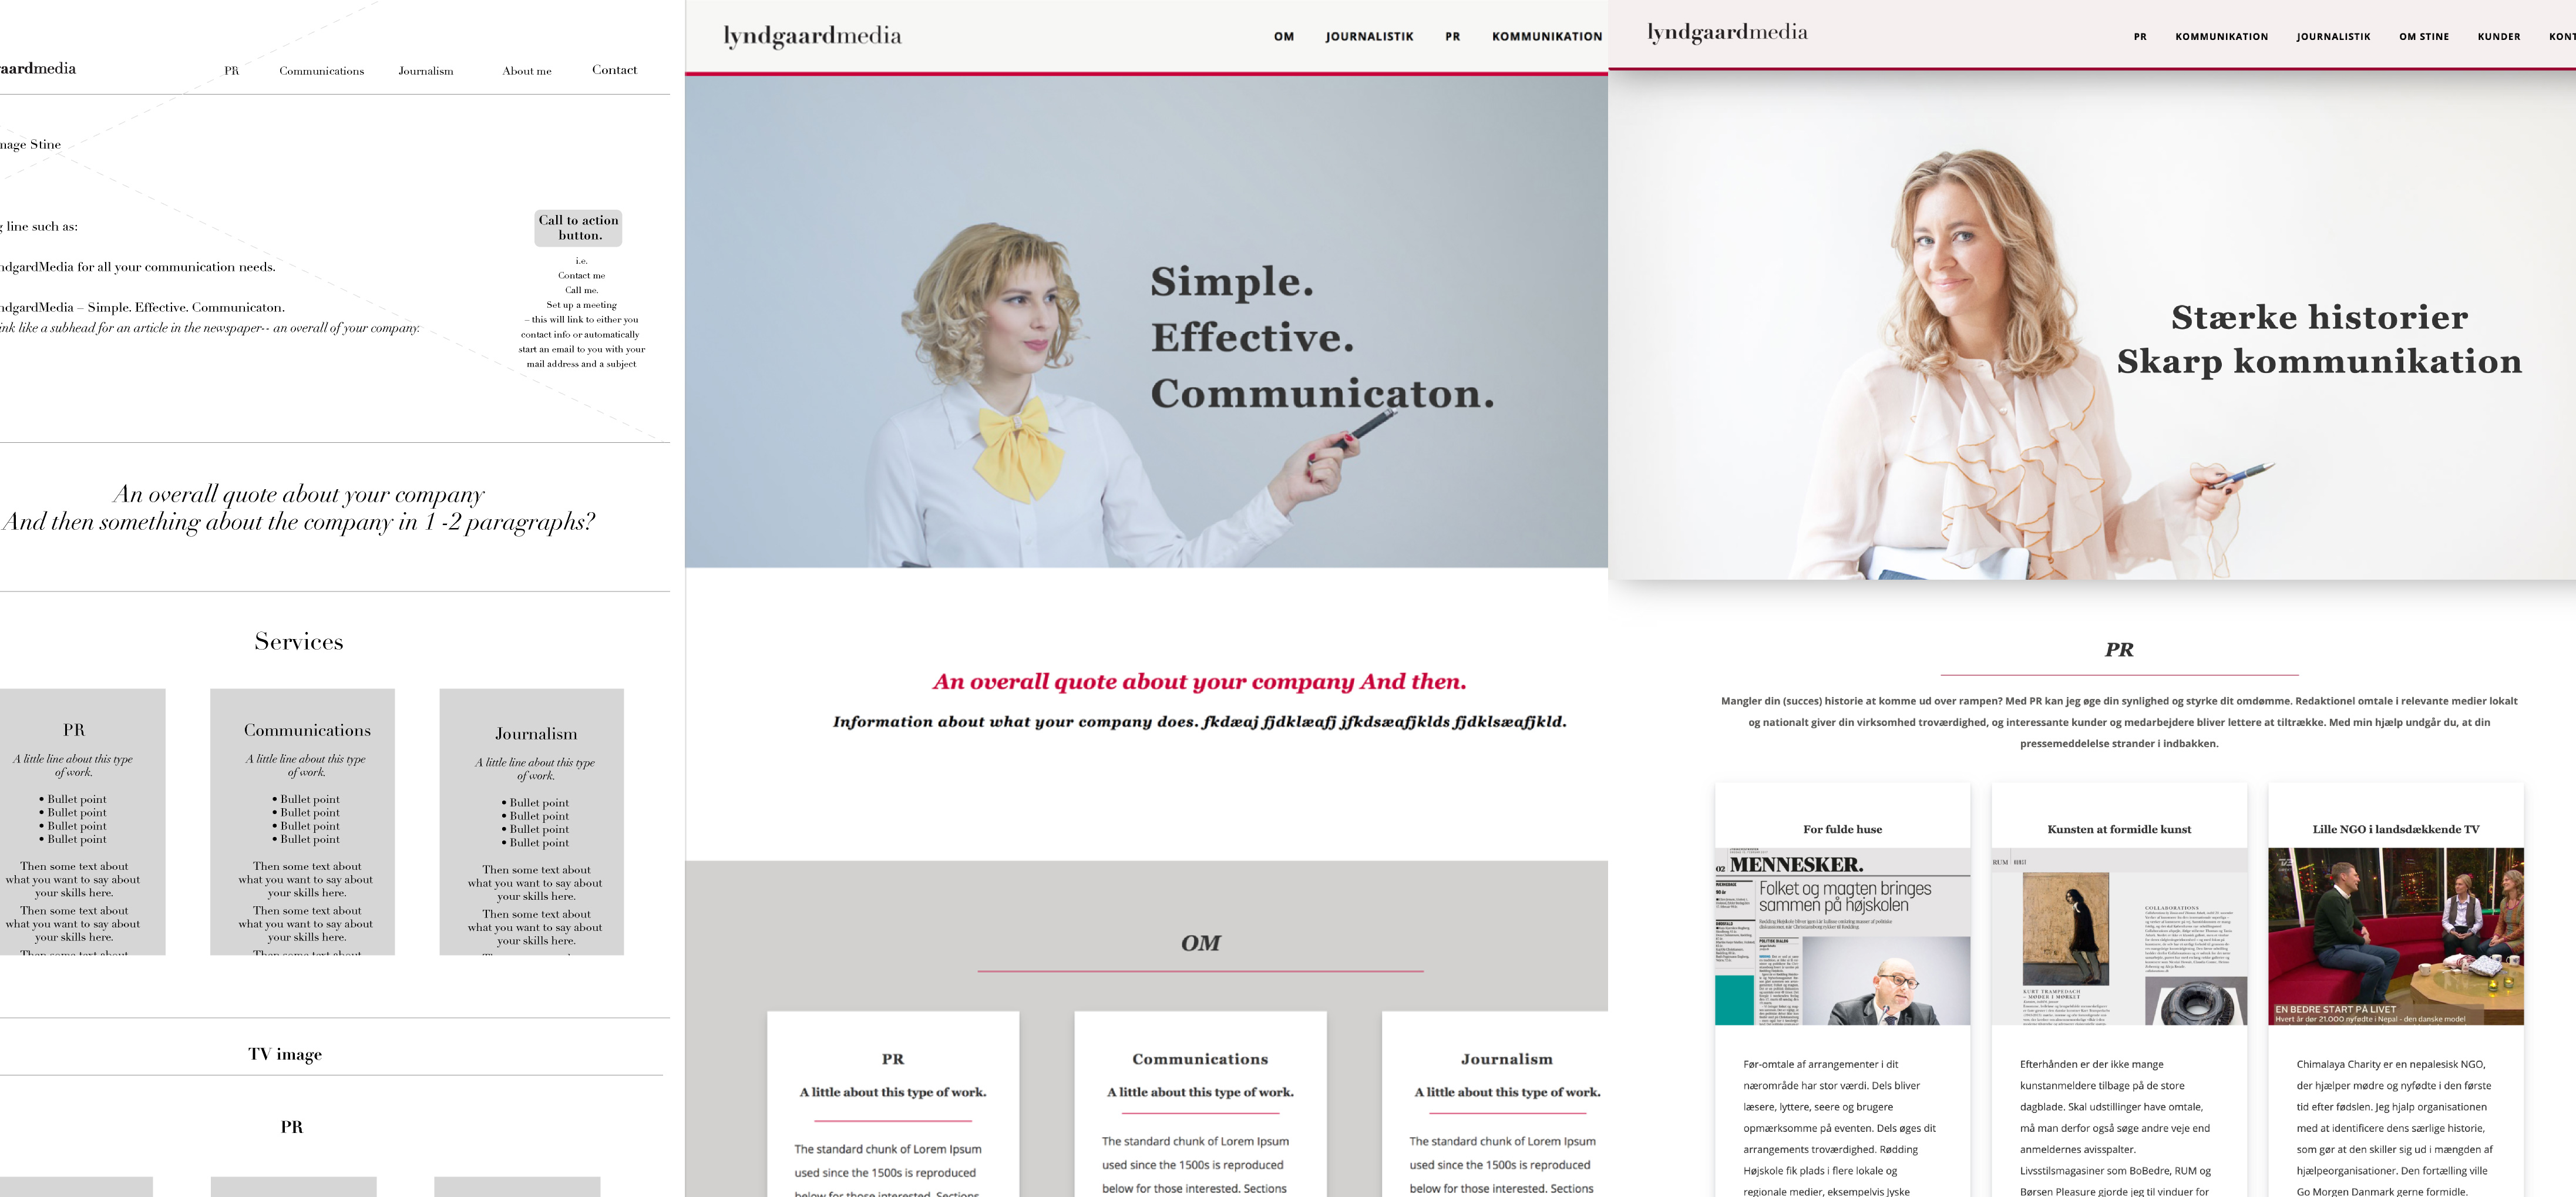 aardmedia
PR
Communications
Journalism
About me
Contact
mage Stine
g line such as:
ndgardMedia for all your communication needs.
ndgardMedia – Simple. Effective. Communicaton.
ink like a subhead for an article in the newspaper-- an overall of your company.
Call to action
button.
i.e.
Contact me
Call me.
Set up a meeting
– this will link to either you
contact info or automatically
start an email to you with your
mail address and a subject
An overall quote about your company
And then something about the company in 1 -2 paragraphs?
Services
PR
A little line about this type
of work.
• Bullet point
• Bullet point
• Bullet point
• Bullet point
Then some text about
what you want to say about
your skills here.
Then some text about
what you want to say about
your skills here.
Then some text about
Communications
A little line about this type
of work.
• Bullet point
• Bullet point
• Bullet point
• Bullet point
Then some text about
what you want to say about
your skills here.
Then some text about
what you want to say about
your skills here.
Then some text about
Journalism
A little line about this type
of work.
• Bullet point
• Bullet point
• Bullet point
• Bullet point
Then some text about
what you want to say about
your skills here.
Then some text about
what you want to say about
your skills here.
TV image
PR
lyndgaardmedia
OM
JOURNALISTIK
PR
KOMMUNIKATION
Simple.
Effective.
Communicaton.
An overall quote about your company And then.
Information about what your company does. fkdæaj fjdklæafj jfkdsæafjklds fjdklsæafjkld.
OM
PR
A little about this type of work.
The standard chunk of Lorem Ipsum
used since the 1500s is reproduced
below for those interested. Sections
Communications
A little about this type of work.
The standard chunk of Lorem Ipsum
used since the 1500s is reproduced
below for those interested. Sections
Journalism
A little about this type of work.
The standard chunk of Lorem Ipsum
used since the 1500s is reproduced
below for those interested. Sections
lyndgaardmedia
PR
KOMMUNIKATION
JOURNALISTIK
OM STINE
KUNDER
KONT
Stærke historier
Skarp kommunikation
PR
Mangler din (succes) historie at komme ud over rampen? Med PR kan jeg øge din synlighed og styrke dit omdømme. Redaktionel omtale i relevante medier lokalt
og nationalt giver din virksomhed troværdighed, og interessante kunder og medarbejdere bliver lettere at tiltrække. Med min hjælp undgår du, at din
pressemeddelelse strander i indbakken.
For fulde huse
02 MENNESKER.
Folket og magten bringes
sammen på højskolen
Før-omtale af arrangementer i dit
nærområde har stor værdi. Dels bliver
læsere, lyttere, seere og brugere
opmærksomme på eventen. Dels øges dit
arrangements troværdighed. Rødding
Højskole fik plads i flere lokale og
regionale medier, eksempelvis Jyske
Kunsten at formidle kunst
RUM
COLLABORATIONS
KURT TRAMPEDACH
– MØDER I MØRKET
Efterhånden er der ikke mange
kunstanmeldere tilbage på de store
dagblade. Skal udstillinger have omtale,
må man derfor også søge andre veje end
anmeldernes avisspalter.
Livsstilsmagasiner som BoBedre, RUM og
Børsen Pleasure gjorde jeg til vinduer for
Lille NGO i landsdækkende TV
EN BEDRE START PÅ LIVET
Hvert år dør 21.000 nyfødte i Nepal - den danske model
Chimalaya Charity er en nepalesisk NGO,
der hjælper mødre og nyfødte i den første
tid efter fødslen. Jeg hjalp organisationen
med at identificere dens særlige historie,
som gør at den skiller sig ud i mængden af
hjælpeorganisationer. Den fortælling ville
Go Morgen Danmark gerne formidle.